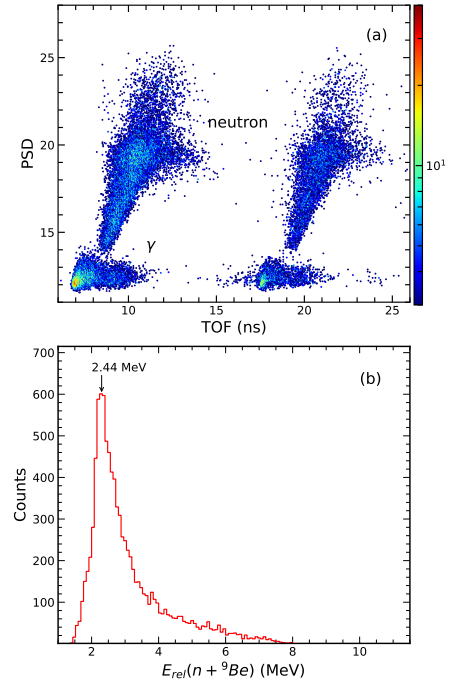 (a)
25
20
15
PSD
neutron
γ
10¹
10
15
20
25
TOF (ns)
(b)
2.44 MeV
700
600
500
400
300
200
100
Counts
2
4
6
8
10
E_rel(n + ⁹Be) (MeV)